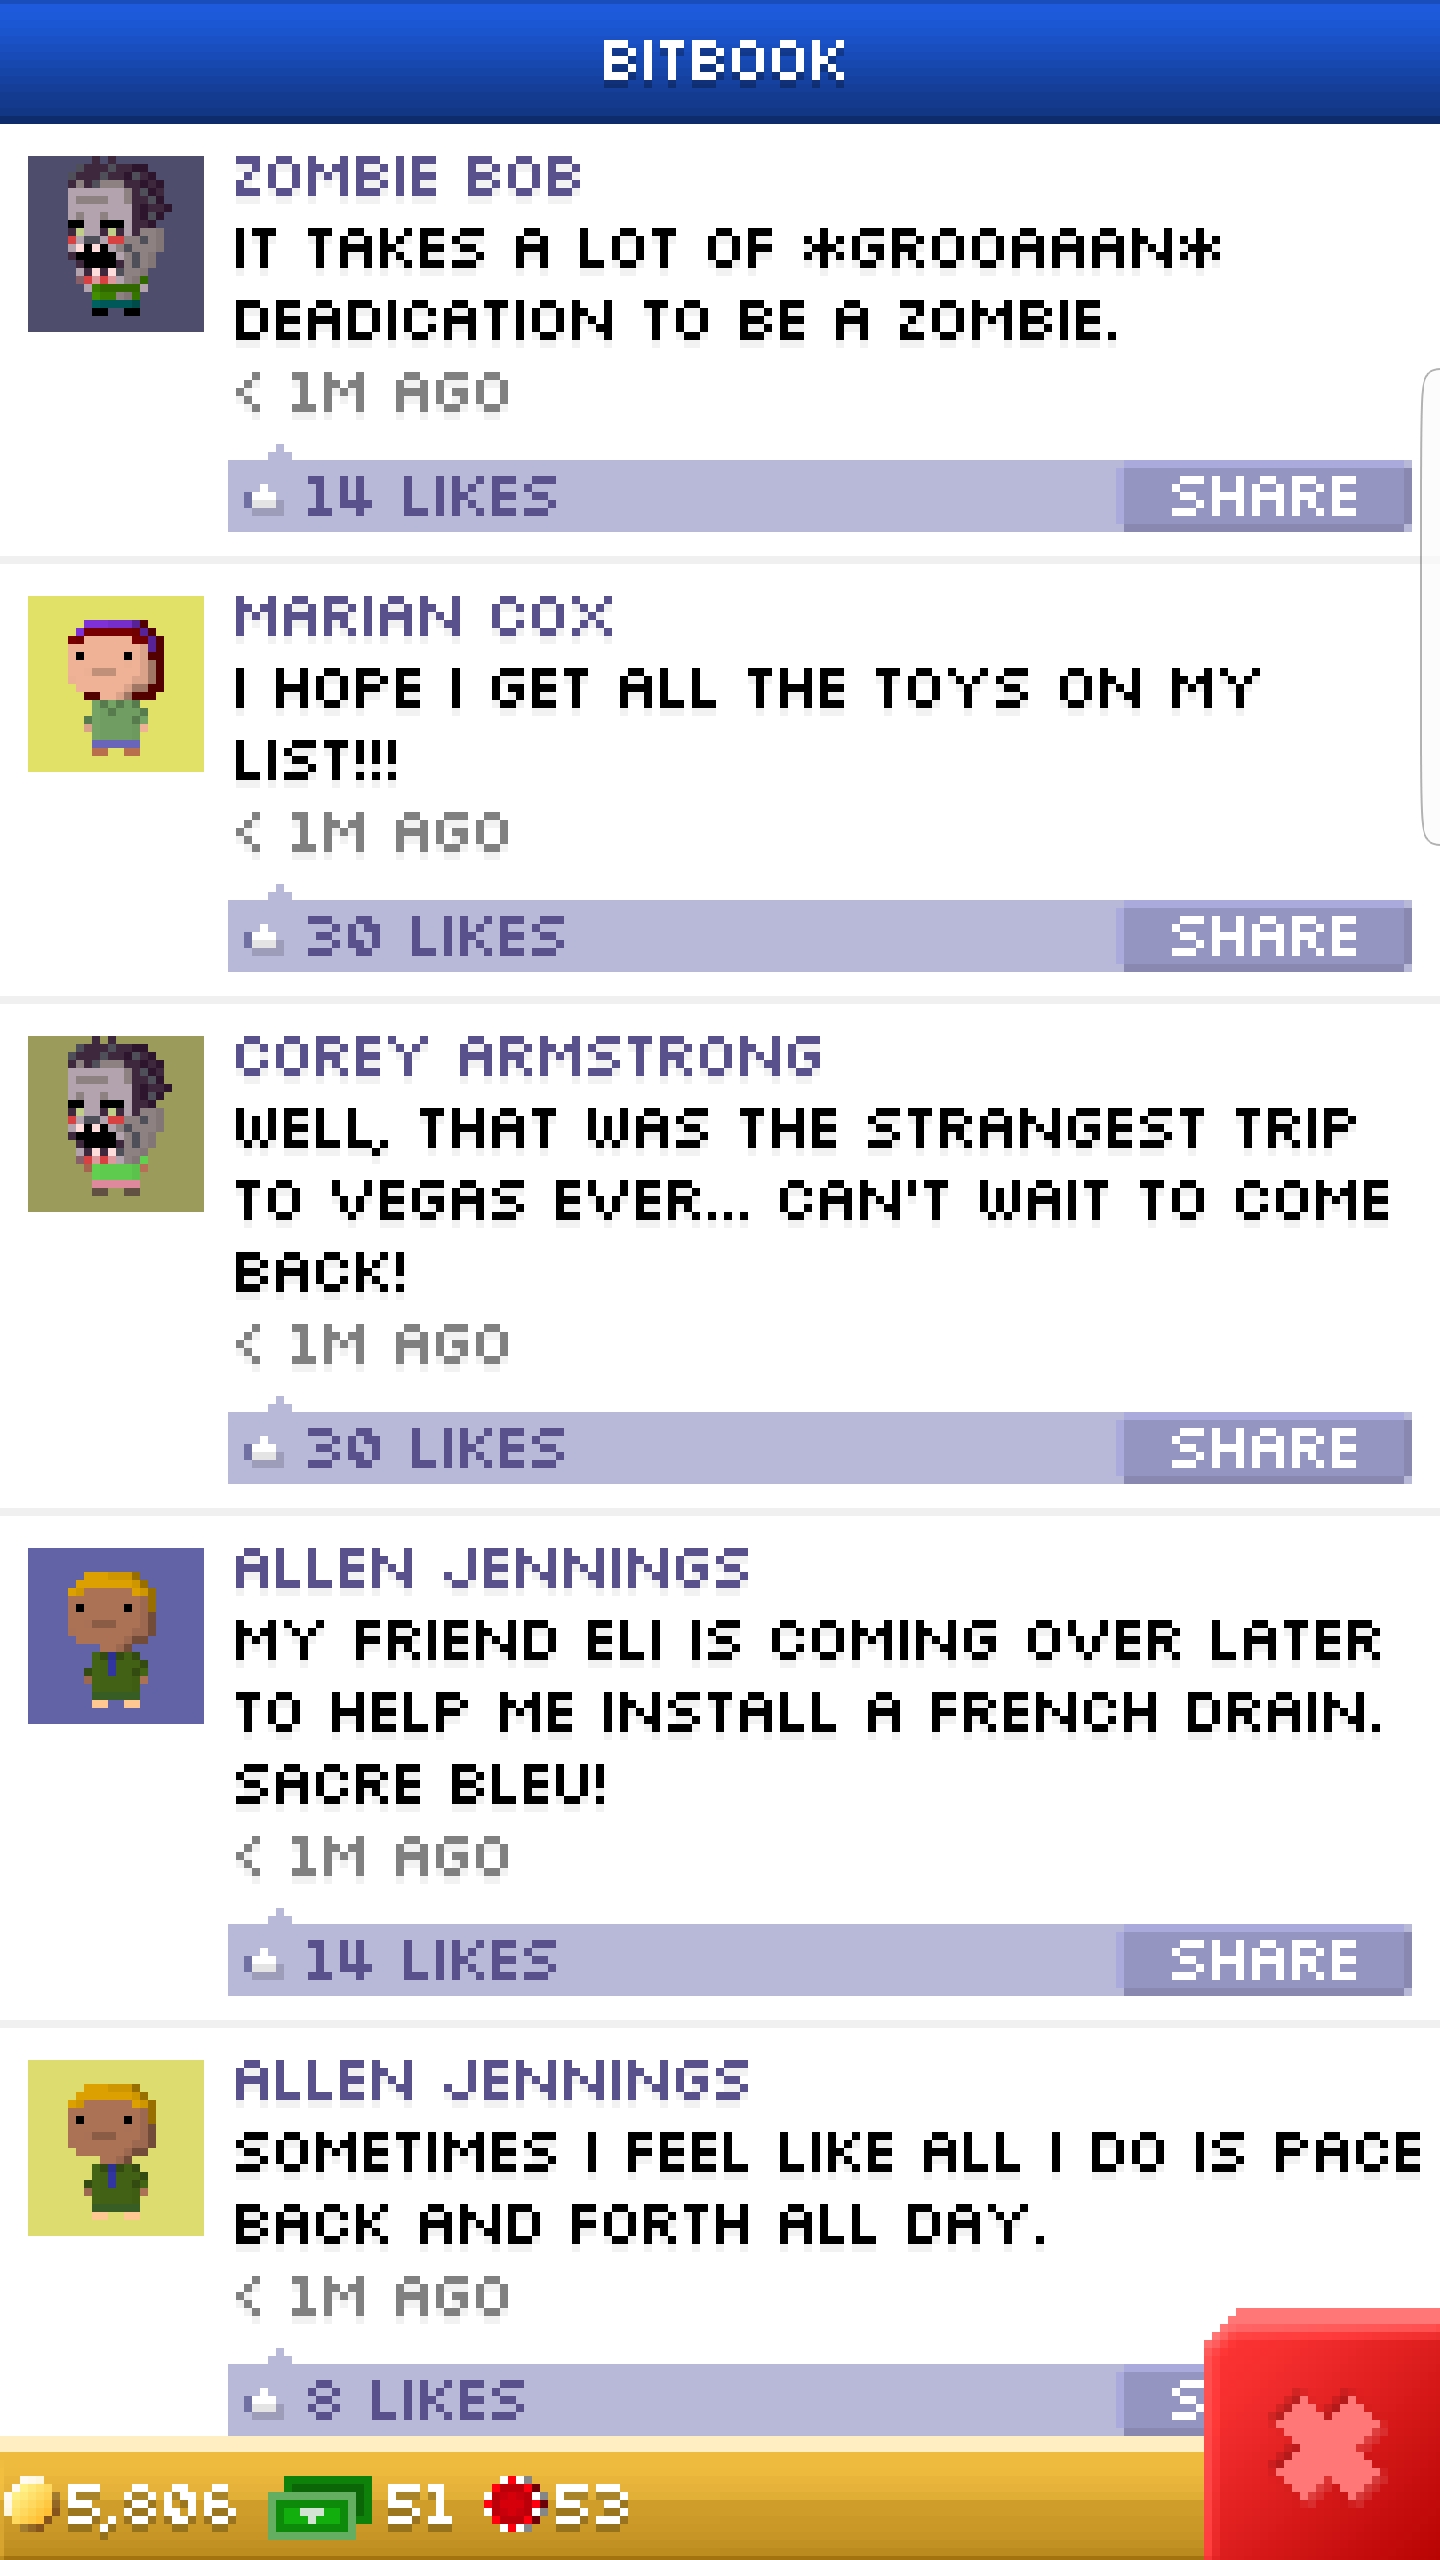 BITBOOK
ZOMBIE BOB
IT TAKES A LOT OF *GROOAAAN*
DEADICATION TO BE A ZOMBIE.
< 1M AGO
14 LIKES SHARE
MARIAN COX
I HOPE I GET ALL THE TOYS ON MY
LIST!!!
< 1M AGO
30 LIKES SHARE
COREY ARMSTRONG
WELL, THAT WAS THE STRANGEST TRIP
TO VEGAS EVER... CAN'T WAIT TO COME
BACK!
< 1M AGO
30 LIKES SHARE
ALLEN JENNINGS
MY FRIEND ELI IS COMING OVER LATER
TO HELP ME INSTALL A FRENCH DRAIN.
SACRE BLEU!
< 1M AGO
14 LIKES SHARE
ALLEN JENNINGS
SOMETIMES I FEEL LIKE ALL I DO IS PACE
BACK AND FORTH ALL DAY.
< 1M AGO
8 LIKES S
5,806 51 53